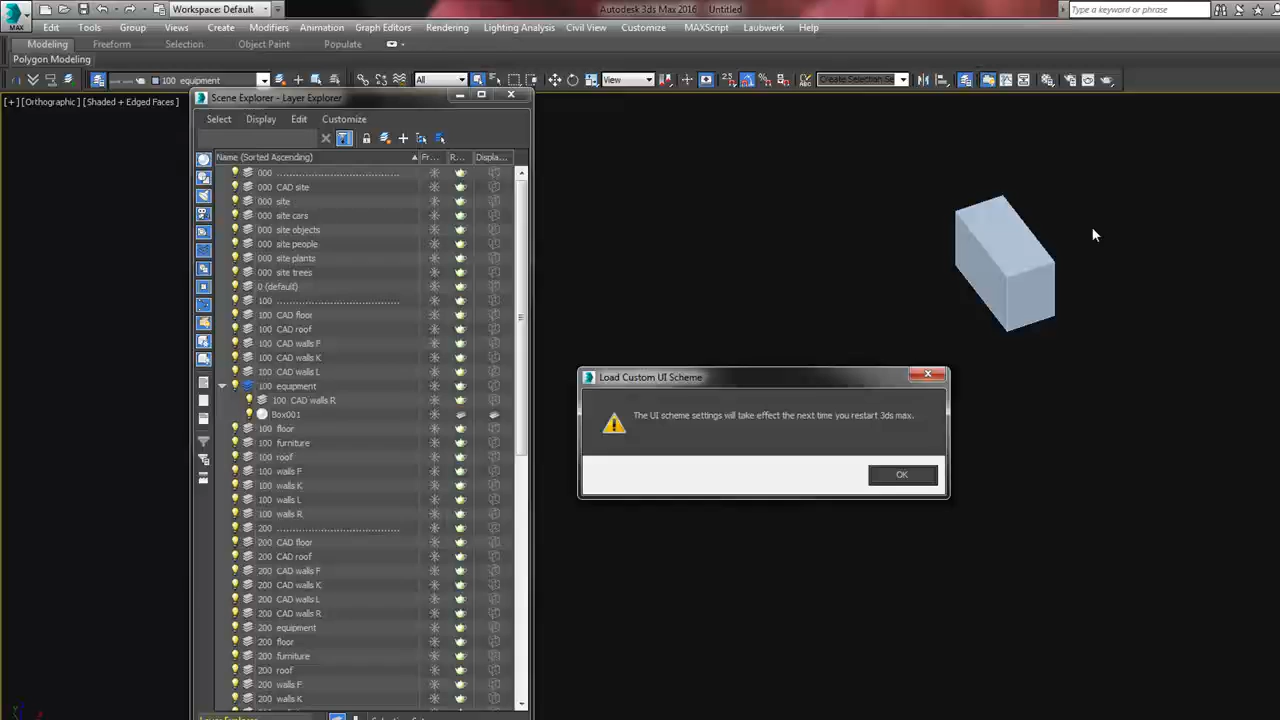 Workspace: Default
Autodesk 3ds Max 2016 Untitled
Type a keyword or phrase
MAX
Edit Tools Group Views Create Modifiers Animation Graph Editors Rendering Lighting Analysis Civil View Customize MAXScript Laubwerk Help
Modeling Freeform Selection Object Paint Populate
Polygon Modeling
100 equipment
All
View
Create Selection Se
[+] [Orthographic] [Shaded + Edged Faces]
Scene Explorer - Layer Explorer
Select Display Edit Customize
Name (Sorted Ascending) Fr... R... Displa...
000 ........................................
000 CAD site
000 site
000 site cars
000 site objects
000 site people
000 site plants
000 site trees
0 (default)
100 ........................................
100 CAD floor
100 CAD roof
100 CAD walls F
100 CAD walls K
100 CAD walls L
100 equipment
100 CAD walls R
Box001
100 floor
100 furniture
100 roof
100 walls F
100 walls K
100 walls L
100 walls R
200 ........................................
200 CAD floor
200 CAD roof
200 CAD walls F
200 CAD walls K
200 CAD walls L
200 CAD walls R
200 equipment
200 floor
200 furniture
200 roof
200 walls F
200 walls K
Layer Explorer
Load Custom UI Scheme
The UI scheme settings will take effect the next time you restart 3ds max.
OK